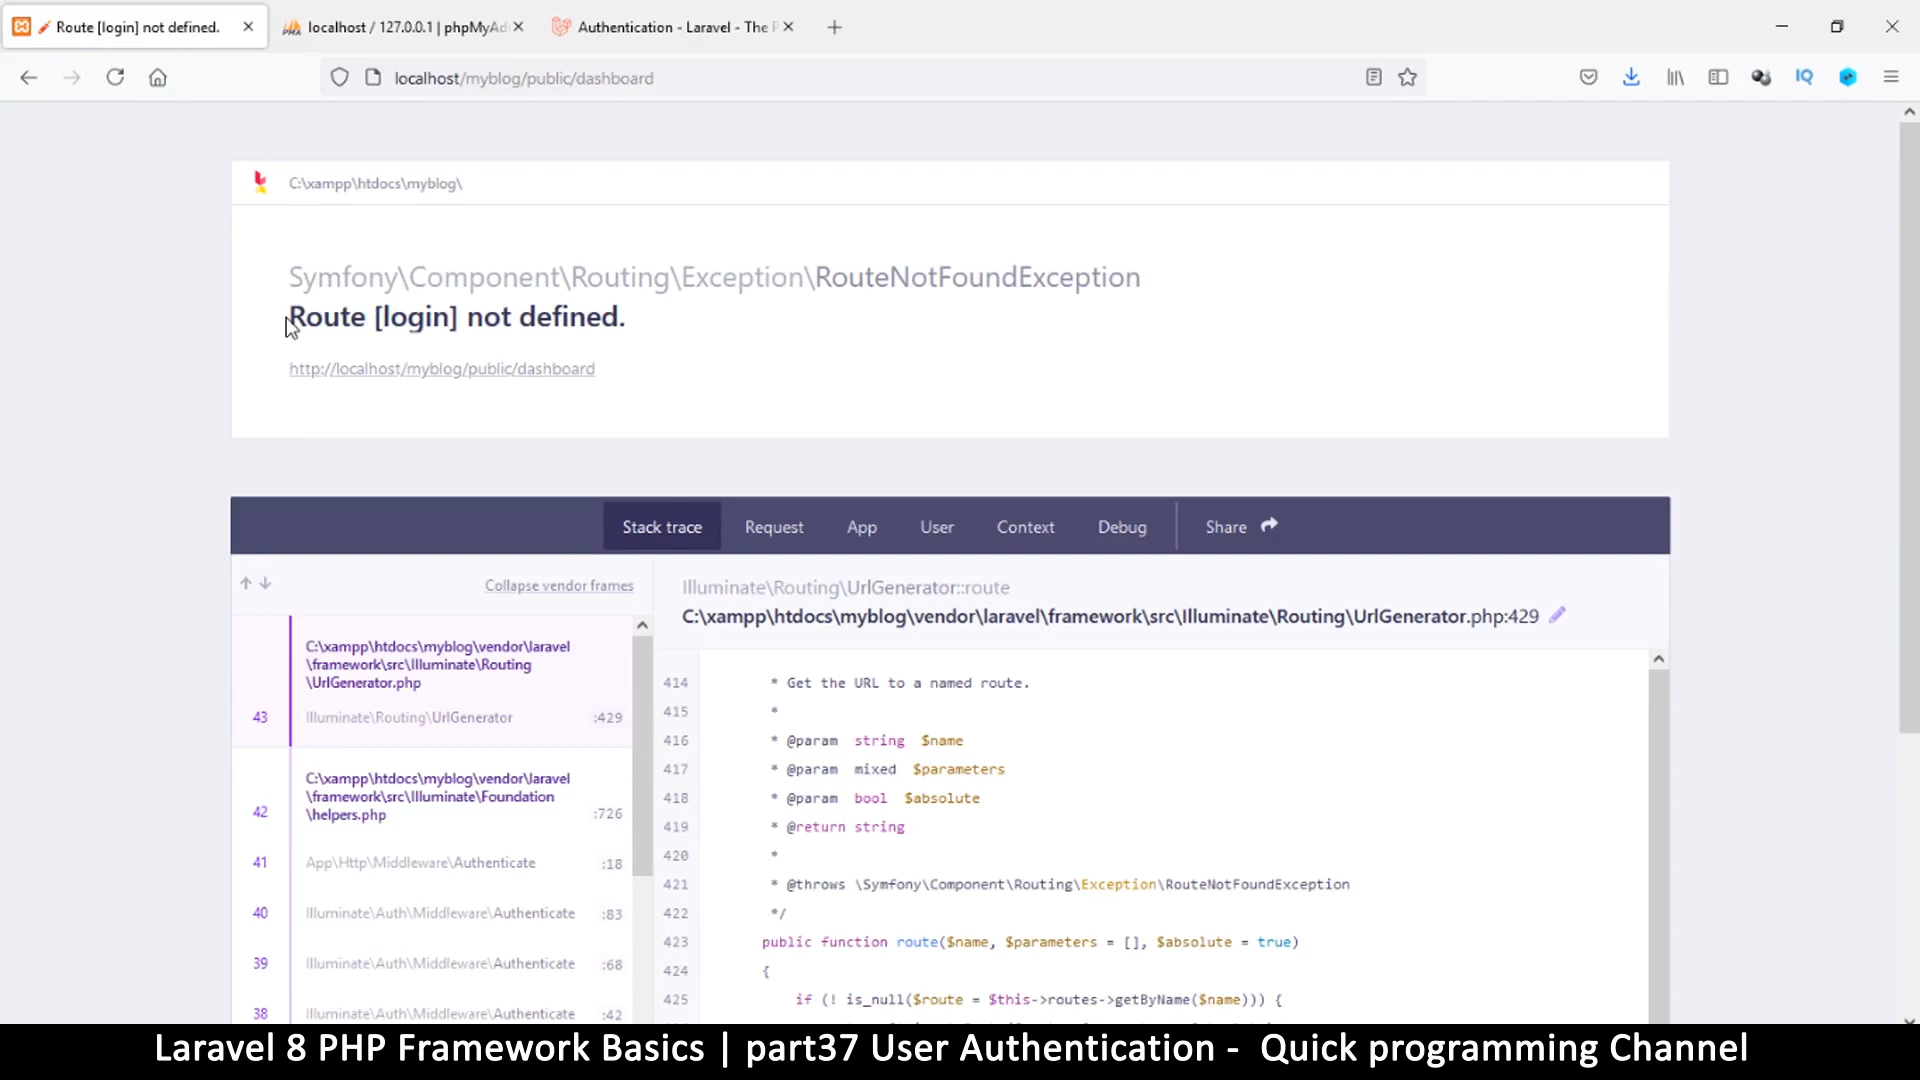 Route [login] not defined.
localhost / 127.0.0.1 | phpMyAd
Authentication - Laravel - The P
localhost/myblog/public/dashboard
IQ
C:\xampp\htdocs\myblog\
Symfony\Component\Routing\Exception\RouteNotFoundException
Route [login] not defined.
http://localhost/myblog/public/dashboard
Stack trace
Request
App
User
Context
Debug
Share
Collapse vendor frames
C:\xampp\htdocs\myblog\vendor\laravel
\framework\src\Illuminate\Routing
\UrlGenerator.php
43 Illuminate\Routing\UrlGenerator :429
C:\xampp\htdocs\myblog\vendor\laravel
\framework\src\Illuminate\Foundation
\helpers.php
42 :726
41 App\Http\Middleware\Authenticate :18
40 Illuminate\Auth\Middleware\Authenticate :83
39 Illuminate\Auth\Middleware\Authenticate :68
38 Illuminate\Auth\Middleware\Authenticate :42
Illuminate\Routing\UrlGenerator::route
C:\xampp\htdocs\myblog\vendor\laravel\framework\src\Illuminate\Routing\UrlGenerator.php:429
414 * Get the URL to a named route.
415 *
416 * @param string $name
417 * @param mixed $parameters
418 * @param bool $absolute
419 * @return string
420 *
421 * @throws \Symfony\Component\Routing\Exception\RouteNotFoundException
422 */
423 public function route($name, $parameters = [], $absolute = true)
424 {
425 if (! is_null($route = $this->routes->getByName($name))) {
Laravel 8 PHP Framework Basics | part37 User Authentication - Quick programming Channel